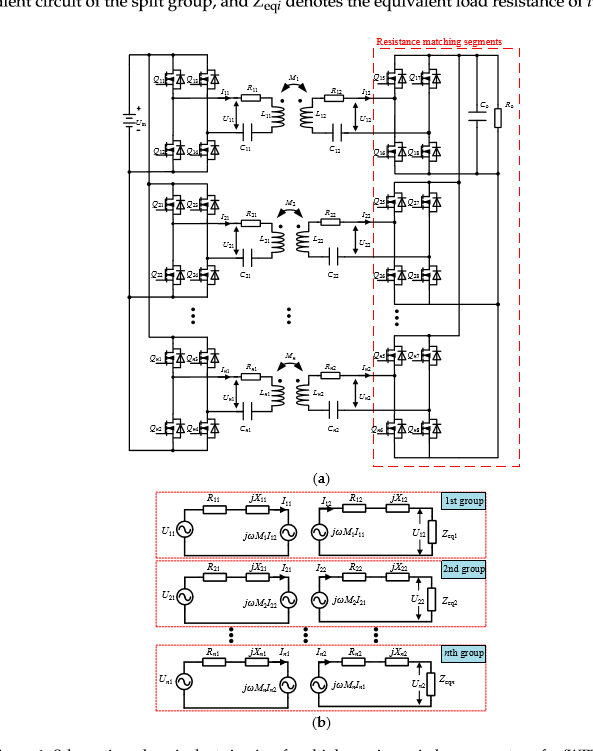 ent circuit of the split group, and Zeqi denotes the equivalent load resistance of i
Resistance matching segments
I11 R11 M1 R12 I12
U11 L11 L12 U12
C11 C12
Uin
Q15 Q17
Q16 Q18
Co Ro
Q21 Q23 I21 R21 M2 R22 I22 Q25 Q27
U21 L21 L22 U22
Q22 Q24 C21 C22 Q26 Q28
Qn1 Qn3 In1 Rn1 Mn Rn2 In2 Qn5 Qn7
Un1 Ln1 Ln2 Un2
Qn2 Qn4 Cn1 Cn2 Qn6 Qn8
(a)
R11 jX11 I11 I12 R12 jX12 1st group
U11 jωM1I12 jωM1I11 U12 Zeq1
R21 jX21 I21 I22 R22 jX22 2nd group
U21 jωM2I22 jωM2I21 U22 Zeq2
Rn1 jXn1 In1 In2 Rn2 jXn2 nth group
Un1 jωMnIn2 jωMnIn1 Un2 Zeqn
(b)